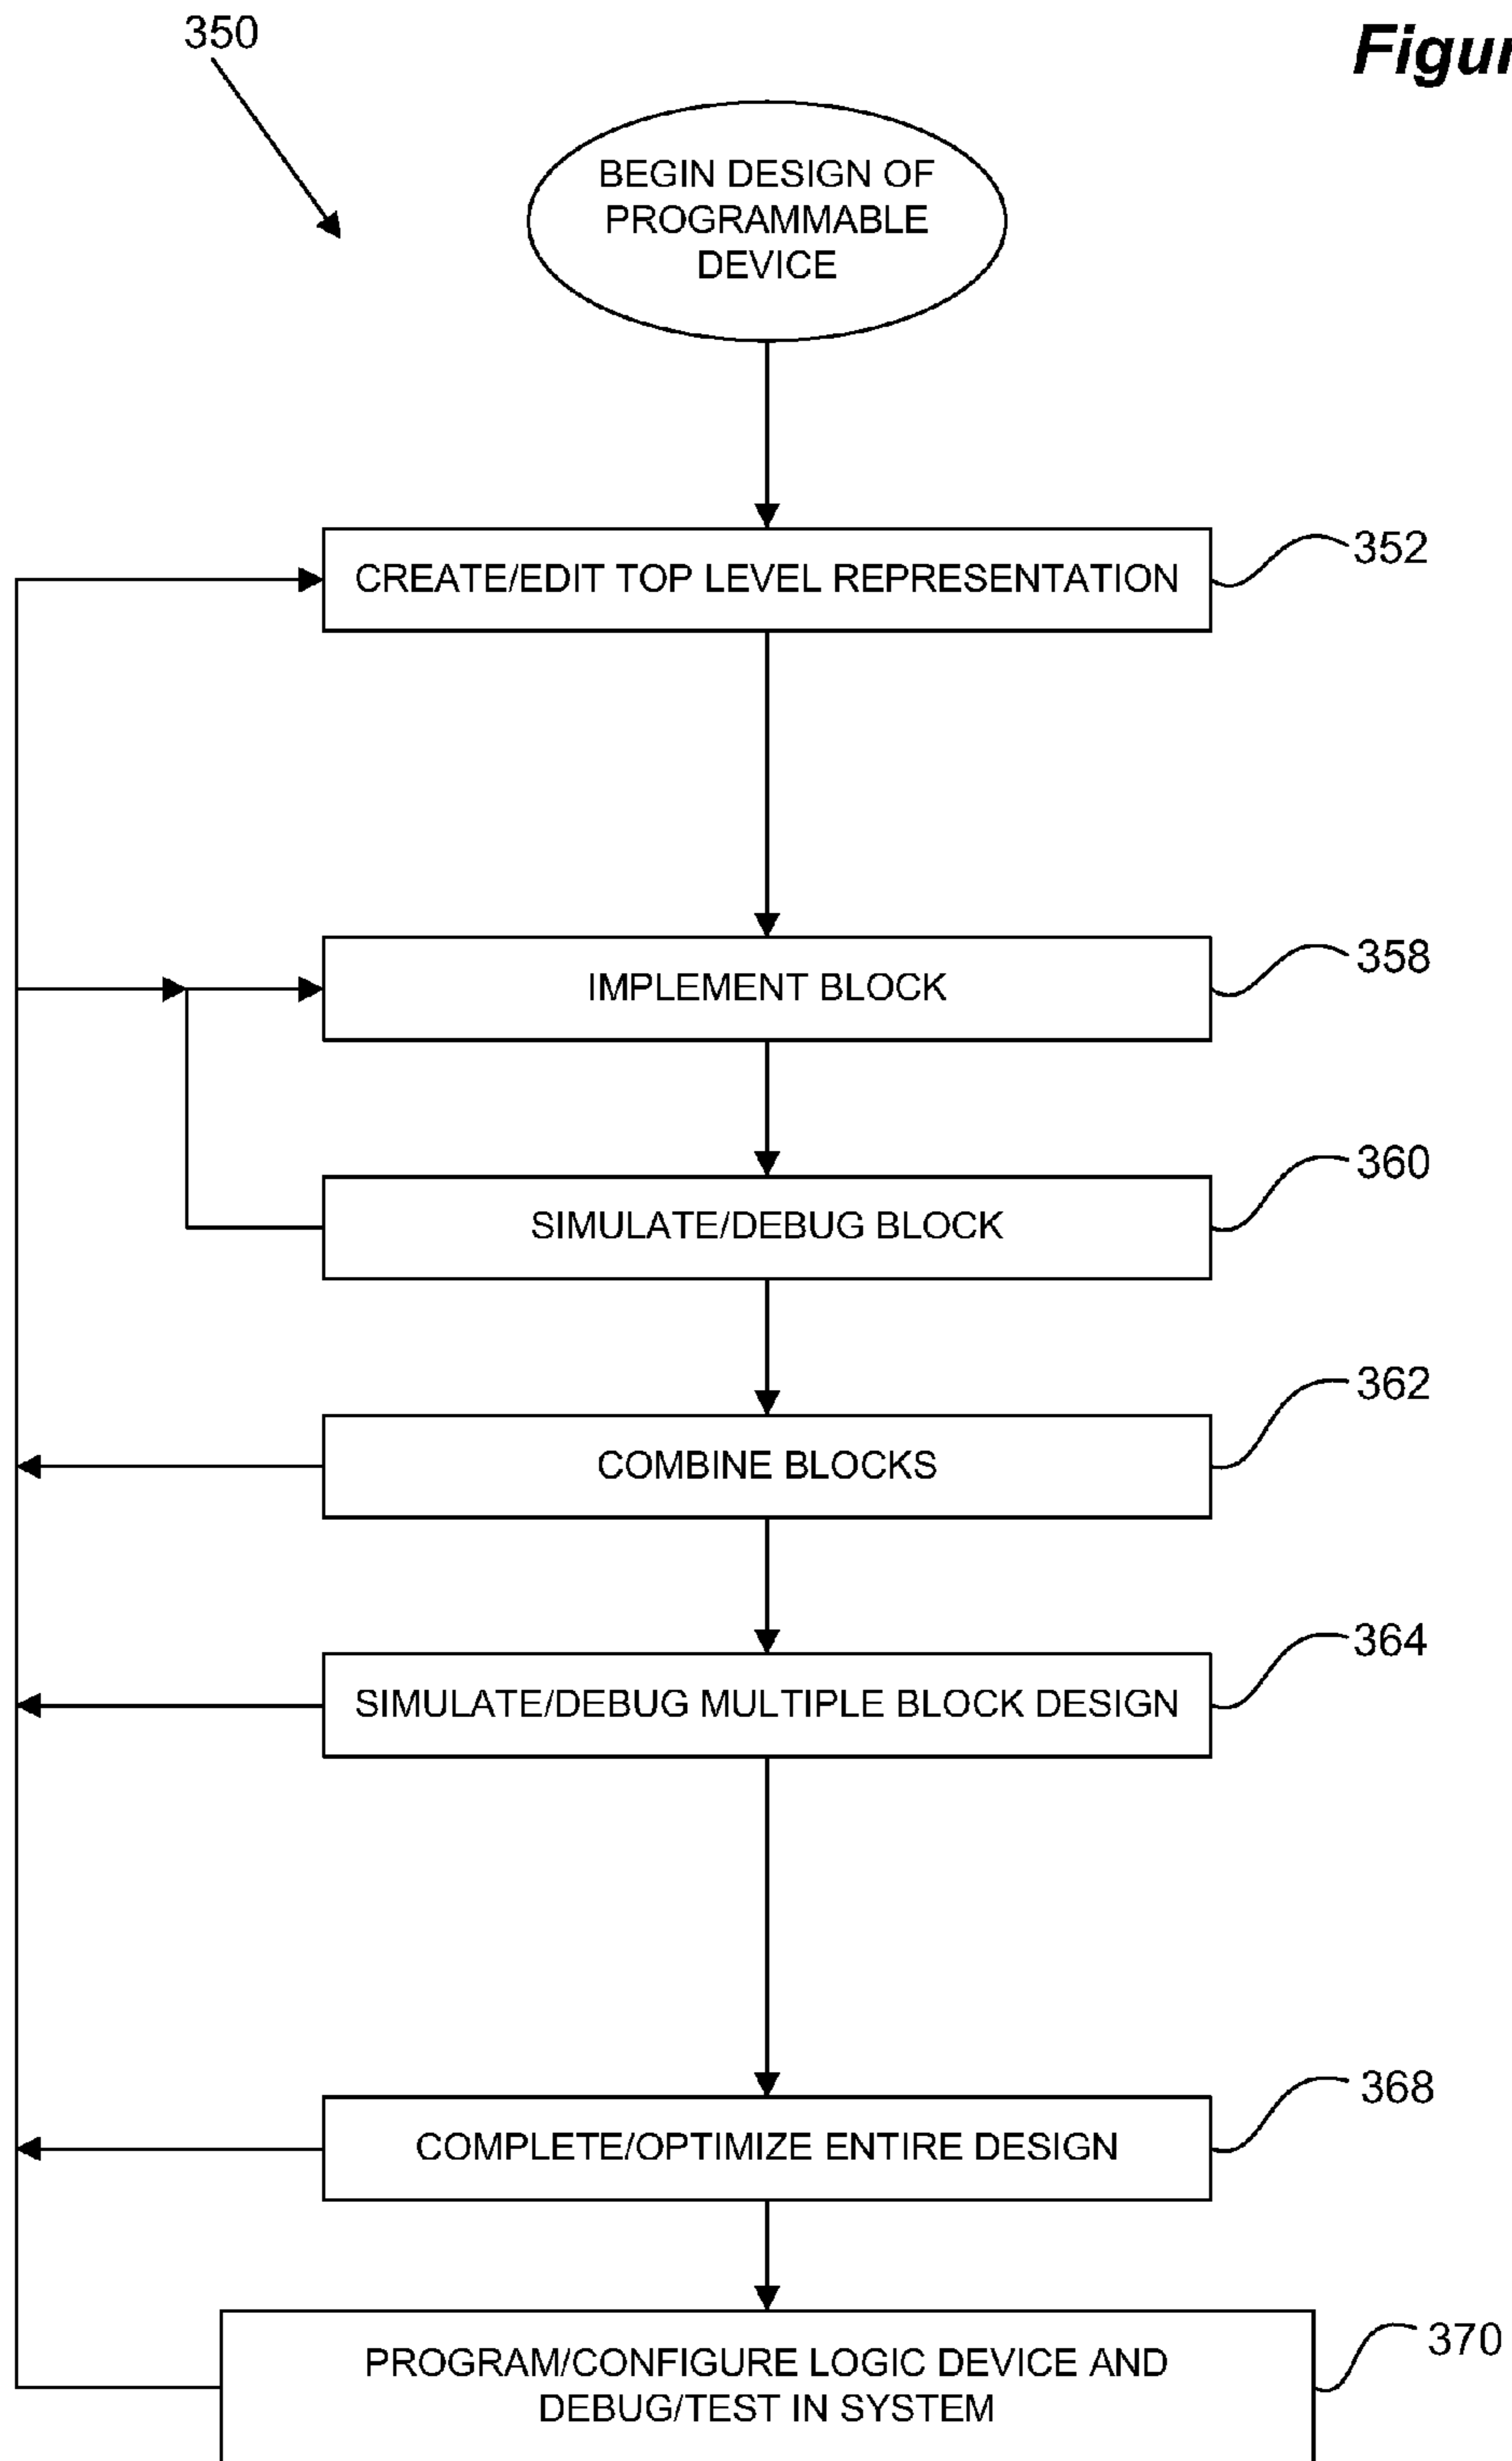 350
BEGIN DESIGN OF
PROGRAMMABLE
DEVICE
352
CREATE/EDIT TOP LEVEL REPRESENTATION
358
IMPLEMENT BLOCK
360
SIMULATE/DEBUG BLOCK
362
COMBINE BLOCKS
364
SIMULATE/DEBUG MULTIPLE BLOCK DESIGN
368
COMPLETE/OPTIMIZE ENTIRE DESIGN
370
PROGRAM/CONFIGURE LOGIC DEVICE AND
DEBUG/TEST IN SYSTEM